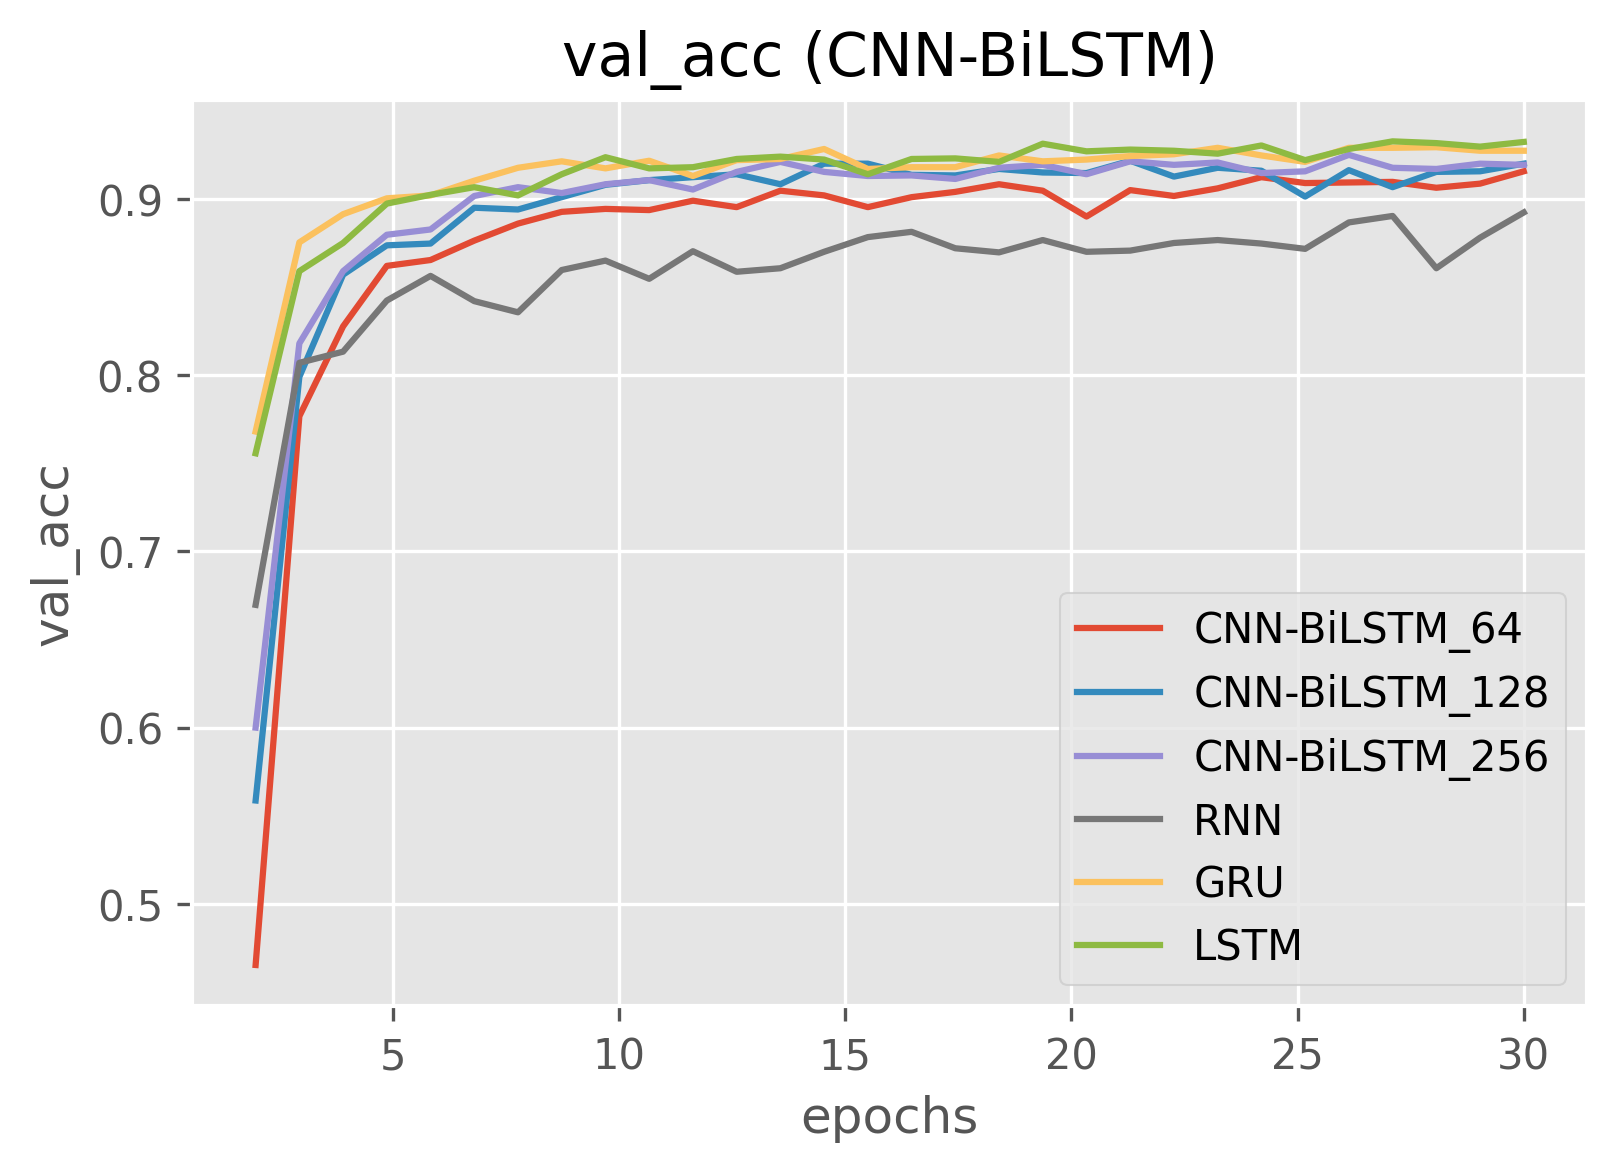 val_acc (CNN-BiLSTM)
val_acc
0.9
0.8
0.7
0.6
0.5
CNN-BiLSTM_64
CNN-BiLSTM_128
CNN-BiLSTM_256
RNN
GRU
LSTM
5 10 15 20 25 30
epochs